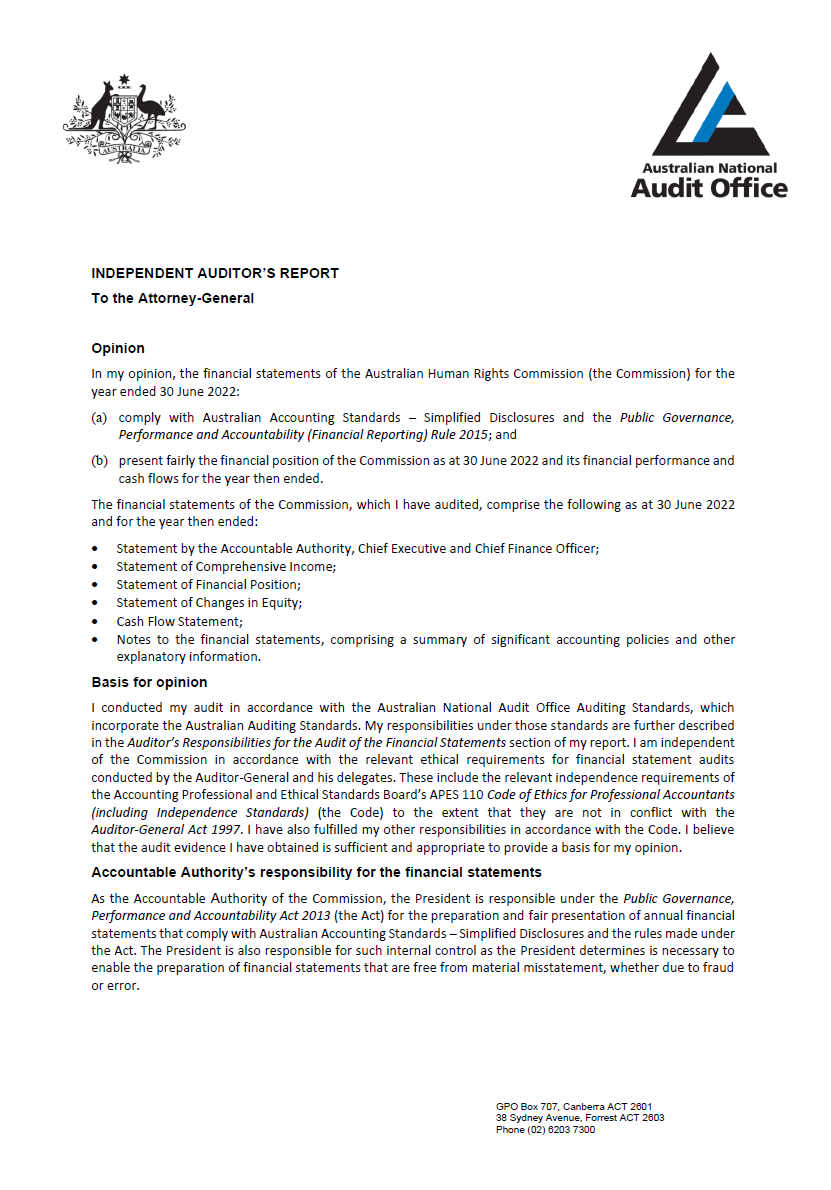 AUSTRALIA
Australian National
Audit Office
INDEPENDENT AUDITOR'S REPORT
To the Attorney-General
Opinion
In my opinion, the financial statements of the Australian Human Rights Commission (the Commission) for the
year ended 30 June 2022:
(a) comply with Australian Accounting Standards – Simplified Disclosures and the Public Governance,
Performance and Accountability (Financial Reporting) Rule 2015; and
(b) present fairly the financial position of the Commission as at 30 June 2022 and its financial performance and
cash flows for the year then ended.
The financial statements of the Commission, which I have audited, comprise the following as at 30 June 2022
and for the year then ended:
• Statement by the Accountable Authority, Chief Executive and Chief Finance Officer;
• Statement of Comprehensive Income;
• Statement of Financial Position;
• Statement of Changes in Equity;
• Cash Flow Statement;
• Notes to the financial statements, comprising a summary of significant accounting policies and other
explanatory information.
Basis for opinion
I conducted my audit in accordance with the Australian National Audit Office Auditing Standards, which
incorporate the Australian Auditing Standards. My responsibilities under those standards are further described
in the Auditor's Responsibilities for the Audit of the Financial Statements section of my report. I am independent
of the Commission in accordance with the relevant ethical requirements for financial statement audits
conducted by the Auditor-General and his delegates. These include the relevant independence requirements of
the Accounting Professional and Ethical Standards Board's APES 110 Code of Ethics for Professional Accountants
(including Independence Standards) (the Code) to the extent that they are not in conflict with the
Auditor-General Act 1997. I have also fulfilled my other responsibilities in accordance with the Code. I believe
that the audit evidence I have obtained is sufficient and appropriate to provide a basis for my opinion.
Accountable Authority's responsibility for the financial statements
As the Accountable Authority of the Commission, the President is responsible under the Public Governance,
Performance and Accountability Act 2013 (the Act) for the preparation and fair presentation of annual financial
statements that comply with Australian Accounting Standards – Simplified Disclosures and the rules made under
the Act. The President is also responsible for such internal control as the President determines is necessary to
enable the preparation of financial statements that are free from material misstatement, whether due to fraud
or error.
GPO Box 707, Canberra ACT 2601
38 Sydney Avenue, Forrest ACT 2603
Phone (02) 6203 7300